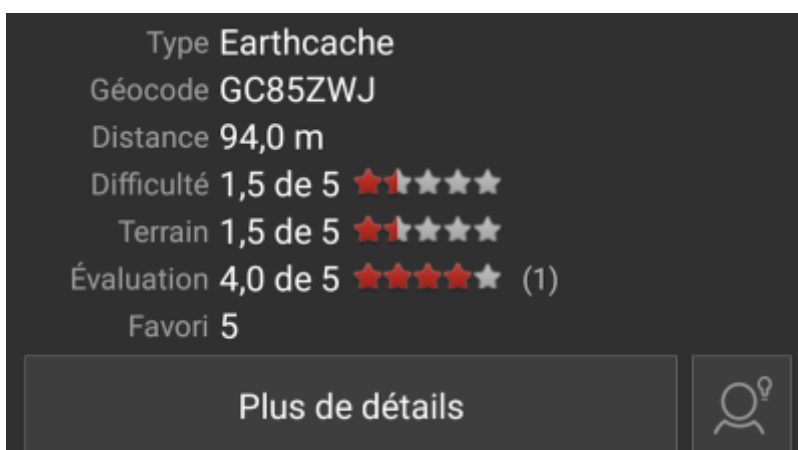 Type Earthcache
Géocode GC85ZWJ
Distance 94,0 m
Difficulté 1,5 de 5
Terrain 1,5 de 5
Évaluation 4,0 de 5 (1)
Favori 5
Plus de détails